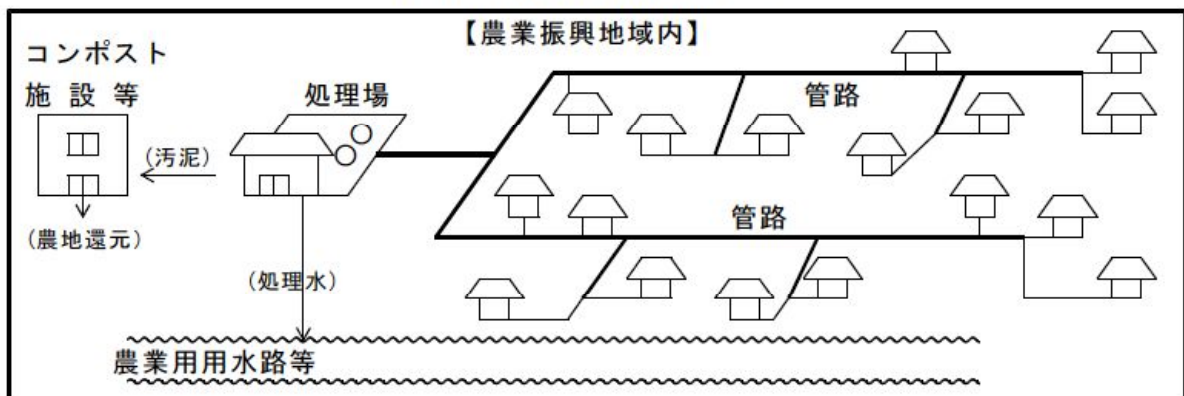 【農業振興地域内】
コンポスト
施設等
処理場
管路
(汚泥)
管路
(農地還元)
(処理水)
農業用用水路等